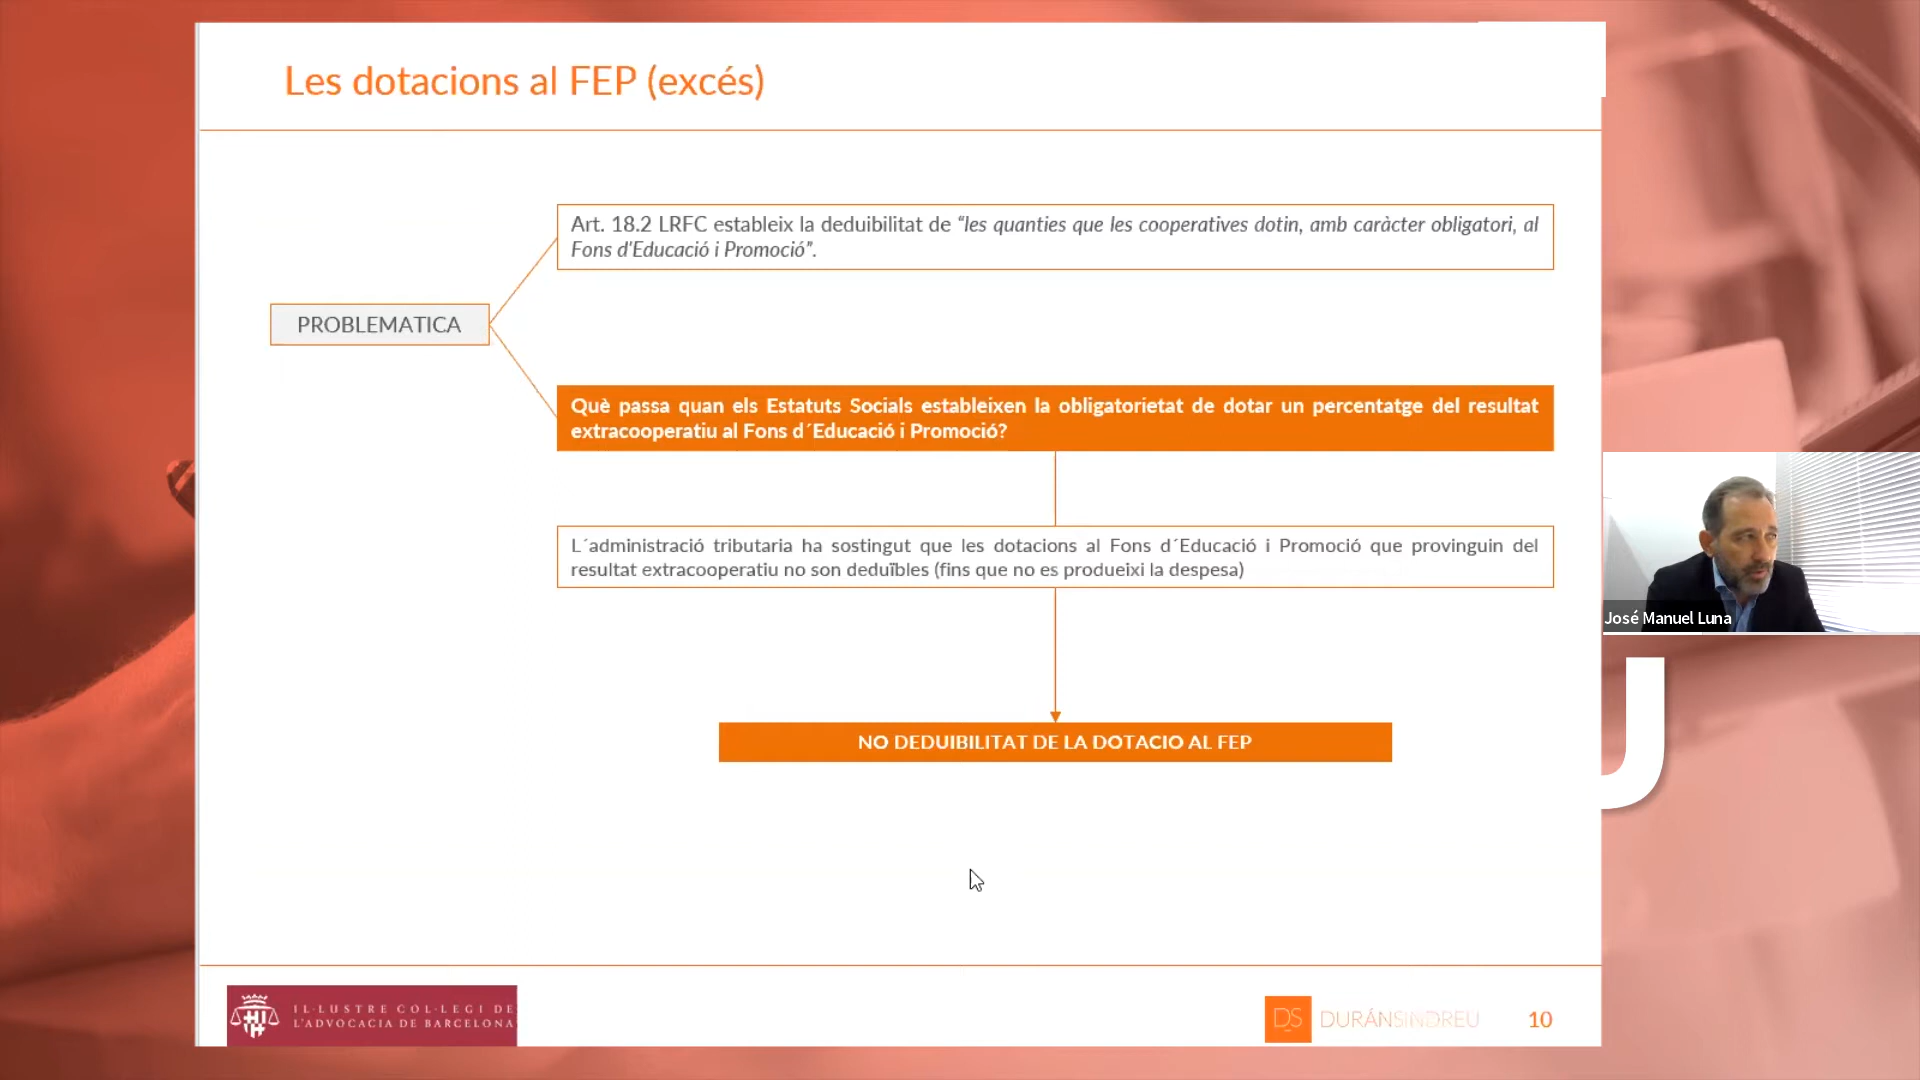 Les dotacions al FEP (excés)
Art. 18.2 LRFC estableix la deduibilitat de “les quanties que les cooperatives dotin, amb caràcter obligatori, al
Fons d'Educació i Promoció”.
PROBLEMATICA
Què passa quan els Estatuts Socials estableixen la obligatorietat de dotar un percentatge del resultat
extracooperatiu al Fons d´Educació i Promoció?
L´administració tributaria ha sostingut que les dotacions al Fons d´Educació i Promoció que provinguin del
resultat extracooperatiu no son deduïbles (fins que no es produeixi la despesa)
José Manuel Luna
NO DEDUIBILITAT DE LA DOTACIO AL FEP
IL·LUSTRE COL·LEGI DE
L'ADVOCACIA DE BARCELONA
DS DURÁNSINDREU
10